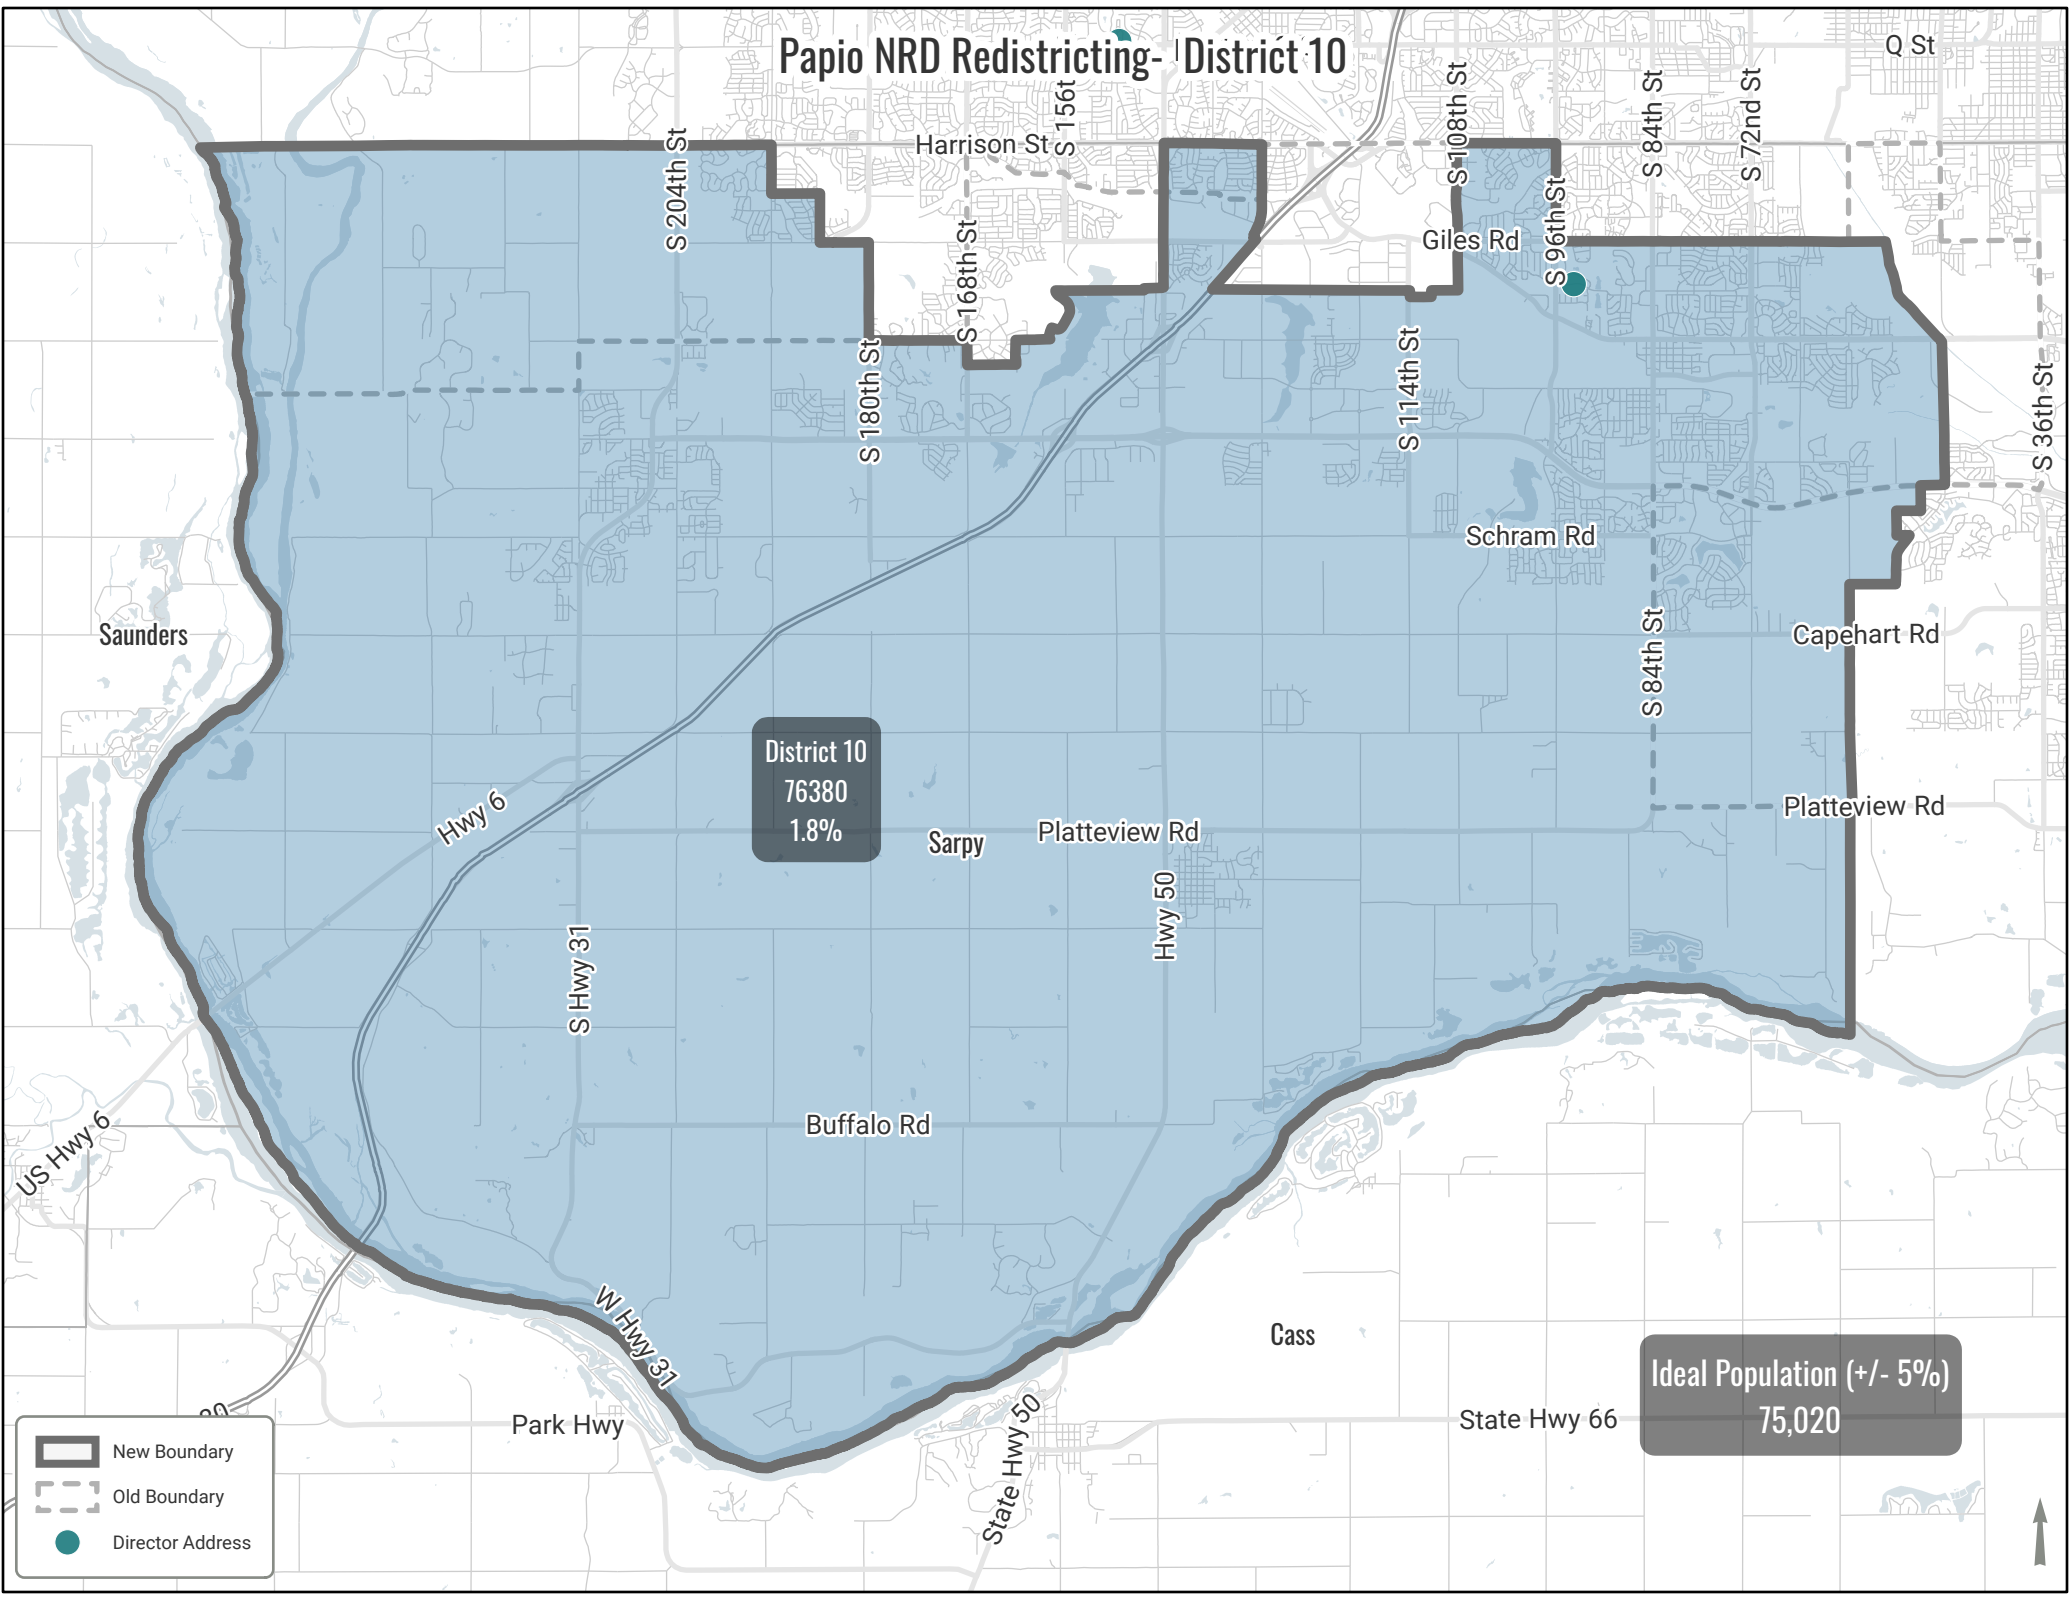 Papio NRD Redistricting- District 10
Q St
S 156t
Harrison St
S 108th St
S 84th St
S 72nd St
S 204th St
S 168th St
Giles Rd
S 96th St
S 180th St
S 114th St
S 36th St
Schram Rd
Saunders
S 84th St
Capehart Rd
District 10
76380
1.8%
Hwy 6
Sarpy
Platteview Rd
Platteview Rd
Hwy 50
S Hwy 31
Buffalo Rd
US Hwy 6
W Hwy 31
Cass
Ideal Population (+/- 5%)
75,020
Park Hwy
State Hwy 50
State Hwy 66
New Boundary
Old Boundary
Director Address